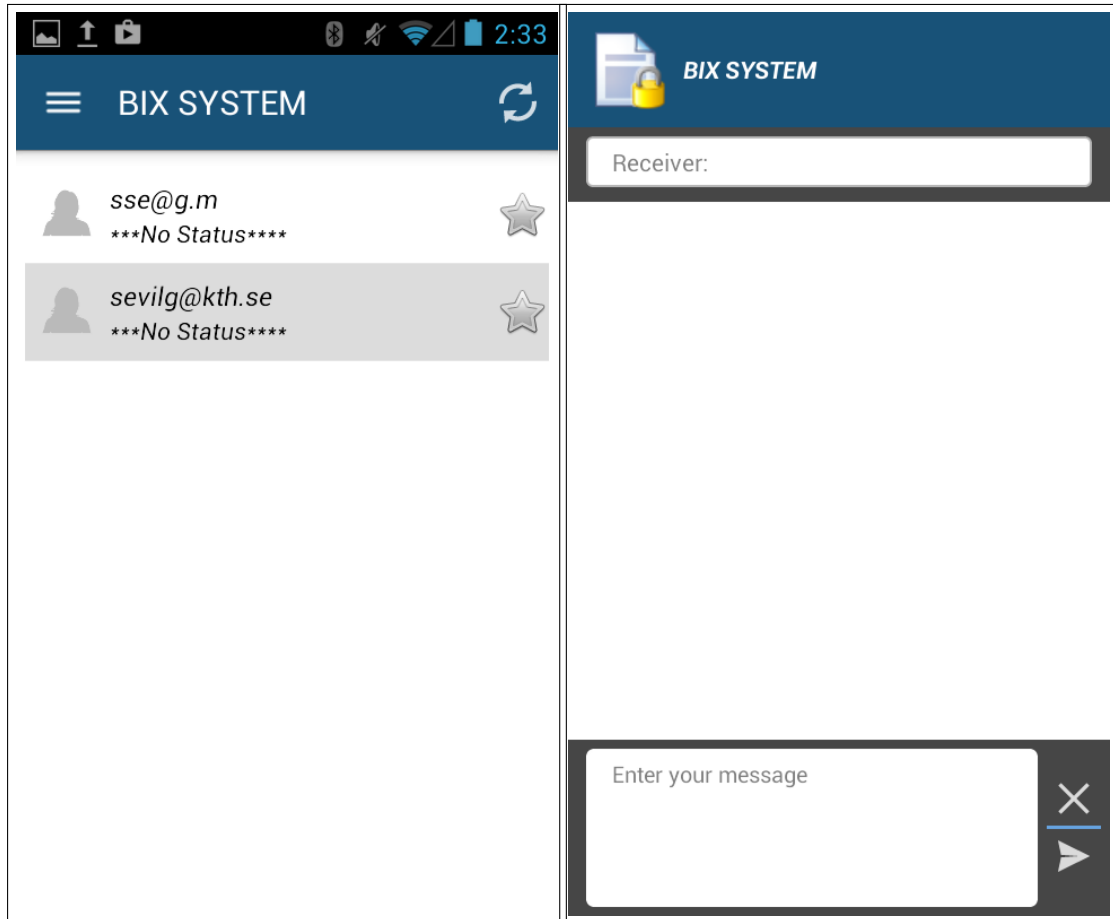 2:33
BIX SYSTEM
sse@g.m
***No Status****
sevilg@kth.se
***No Status****
BIX SYSTEM
Receiver:
Enter your message